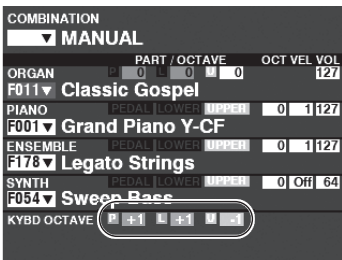 COMBINATION
▼ MANUAL
PART / OCTAVE OCT VEL VOL
ORGAN P 0 L 0 U 0 127
F011▼ Classic Gospel
PIANO PEDAL LOWER UPPER 0 1 127
F001▼ Grand Piano Y-CF
ENSEMBLE PEDAL LOWER UPPER 0 1 127
F178▼ Legato Strings
SYNTH PEDAL LOWER UPPER 0 Off 64
F054▼ Sweep Bass
KYBD OCTAVE P +1 L +1 U -1